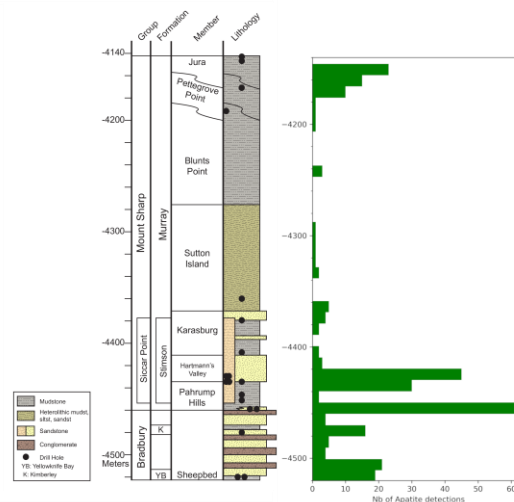 Group
Formation
Member
Lithology
-4140
-4200
-4300
-4400
-4500
Meters
Mount Sharp
Siccar Point
Bradbury
Murray
Stimson
K
YB
Jura
Pettegrove
Point
Blunts
Point
Sutton
Island
Karasburg
Hartmann's
Valley
Pahrump
Hills
Sheepbed
Mudstone
Heterolithic mudst,
sltst, sandst
Sandstone
Conglomerate
Drill Hole
YB: Yellowknife Bay
K: Kimberley
−4200
−4300
−4400
−4500
0
10
20
30
40
50
60
Nb of Apatite detections